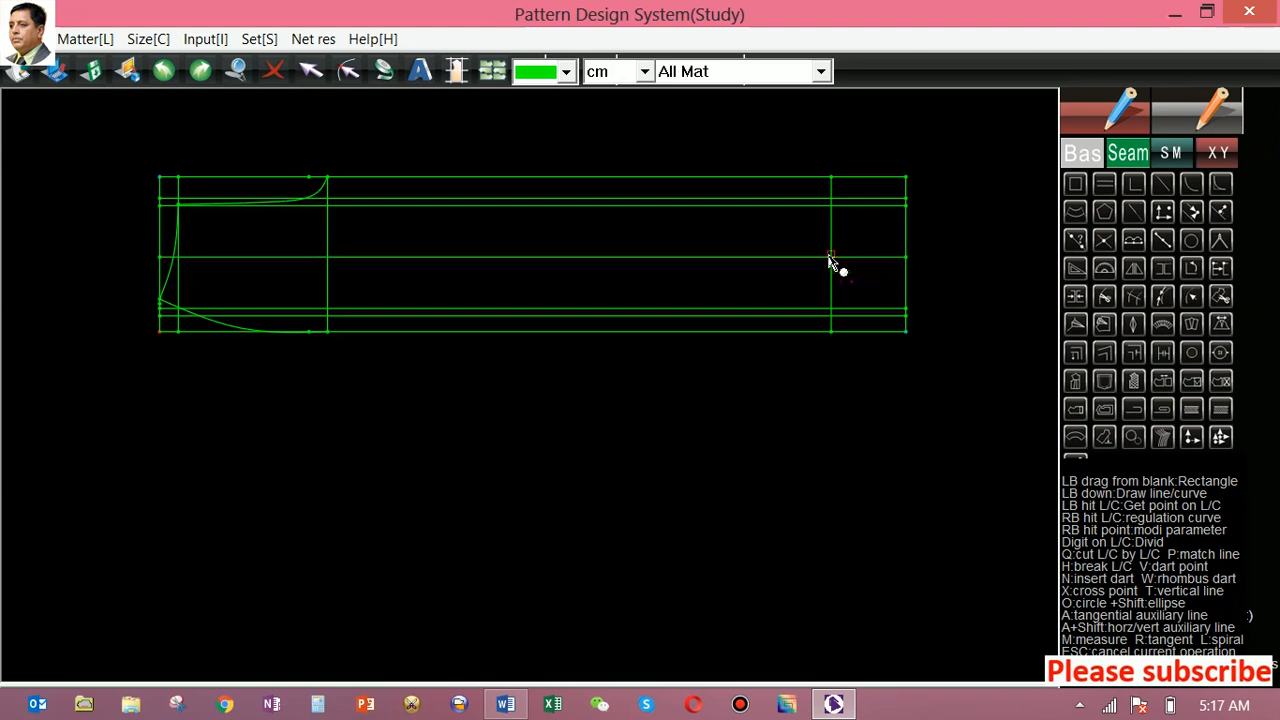 Pattern Design System(Study)
Matter[L] Size[C] Input[I] Set[S] Net res Help[H]
cm All Mat
Bas Seam S M X Y
LB drag from blank:Rectangle
LB down:Draw line/curve
LB hit L/C:Get point on L/C
RB hit L/C:regulation curve
RB hit point:modi parameter
Digit on L/C:Divid
Q:cut L/C by L/C P:match line
H:break L/C V:dart point
N:insert dart W:rhombus dart
X:cross point T:vertical line
O:circle +Shift:ellipse
A:tangential auxiliary line :)
A+Shift:horz/vert auxiliary line
M:measure R:tangent L:spiral
ESC:cancel current operation
Please subscribe
5:17 AM